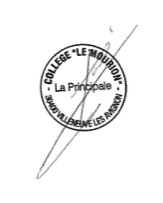 COLLEGE "LE MOURION"
La Principale
30400 VILLENEUVE LES AVIGNON